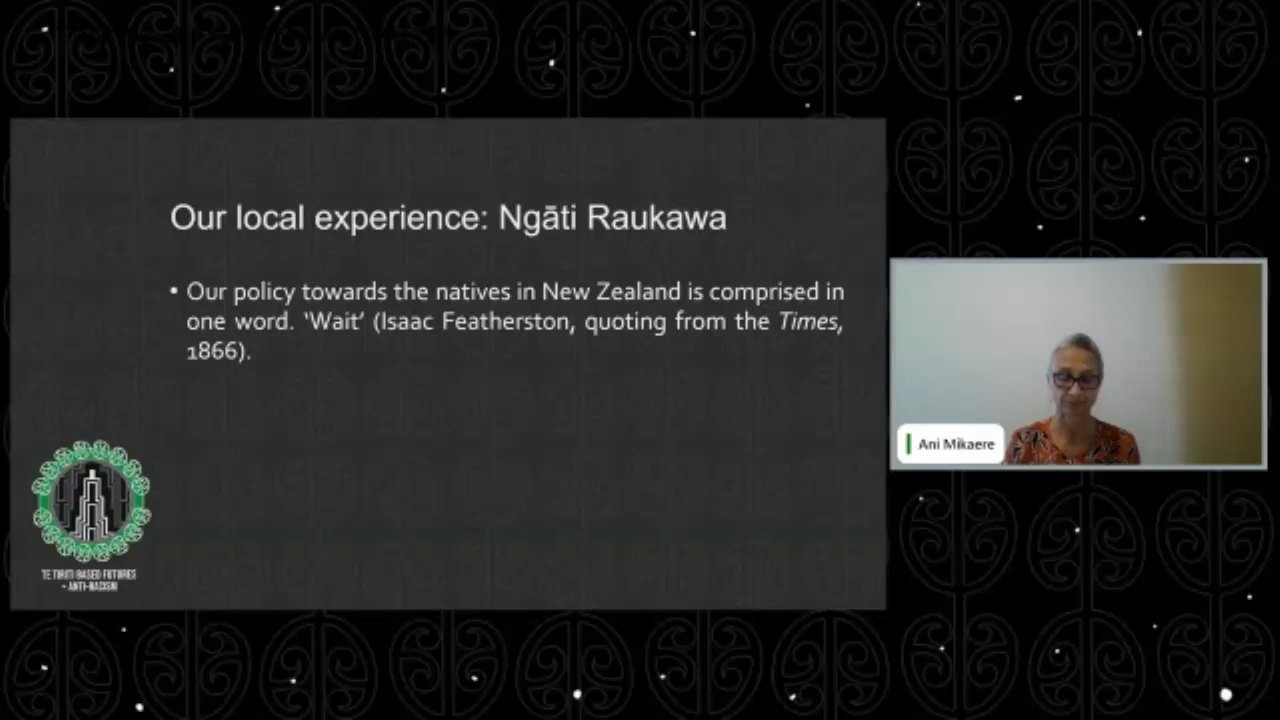 Our local experience: Ngāti Raukawa
• Our policy towards the natives in New Zealand is comprised in
one word. ‘Wait’ (Isaac Featherston, quoting from the Times,
1866).
Ani Mikaere
TE TIRITI BASED FUTURES
+ ANTI-RACISM